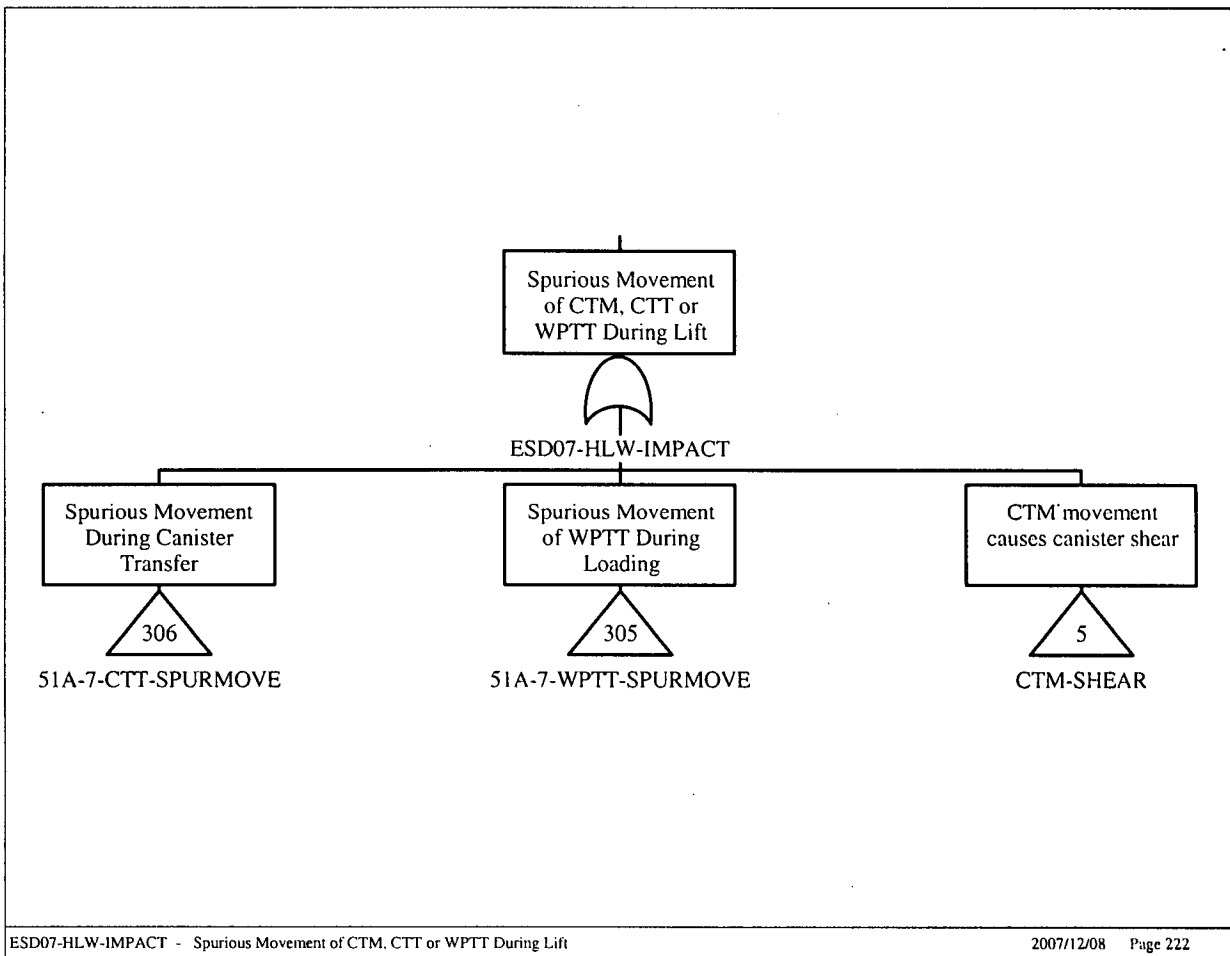 Spurious Movement
of CTM, CTT or
WPTT During Lift
ESD07-HLW-IMPACT
Spurious Movement
During Canister
Transfer
306
51A-7-CTT-SPURMOVE
Spurious Movement
of WPTT During
Loading
305
51A-7-WPTT-SPURMOVE
CTM movement
causes canister shear
5
CTM-SHEAR
ESD07-HLW-IMPACT - Spurious Movement of CTM, CTT or WPTT During Lift
2007/12/08 Page 222